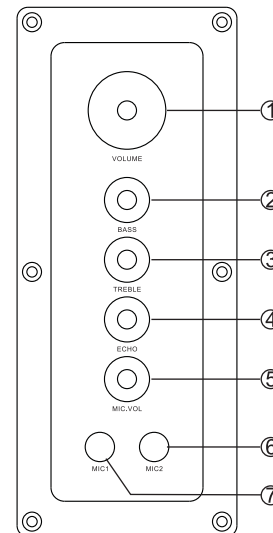 ①
VOLUME
②
BASS
③
TREBLE
④
ECHO
⑤
MIC.VOL
⑥
MIC1 MIC2
⑦